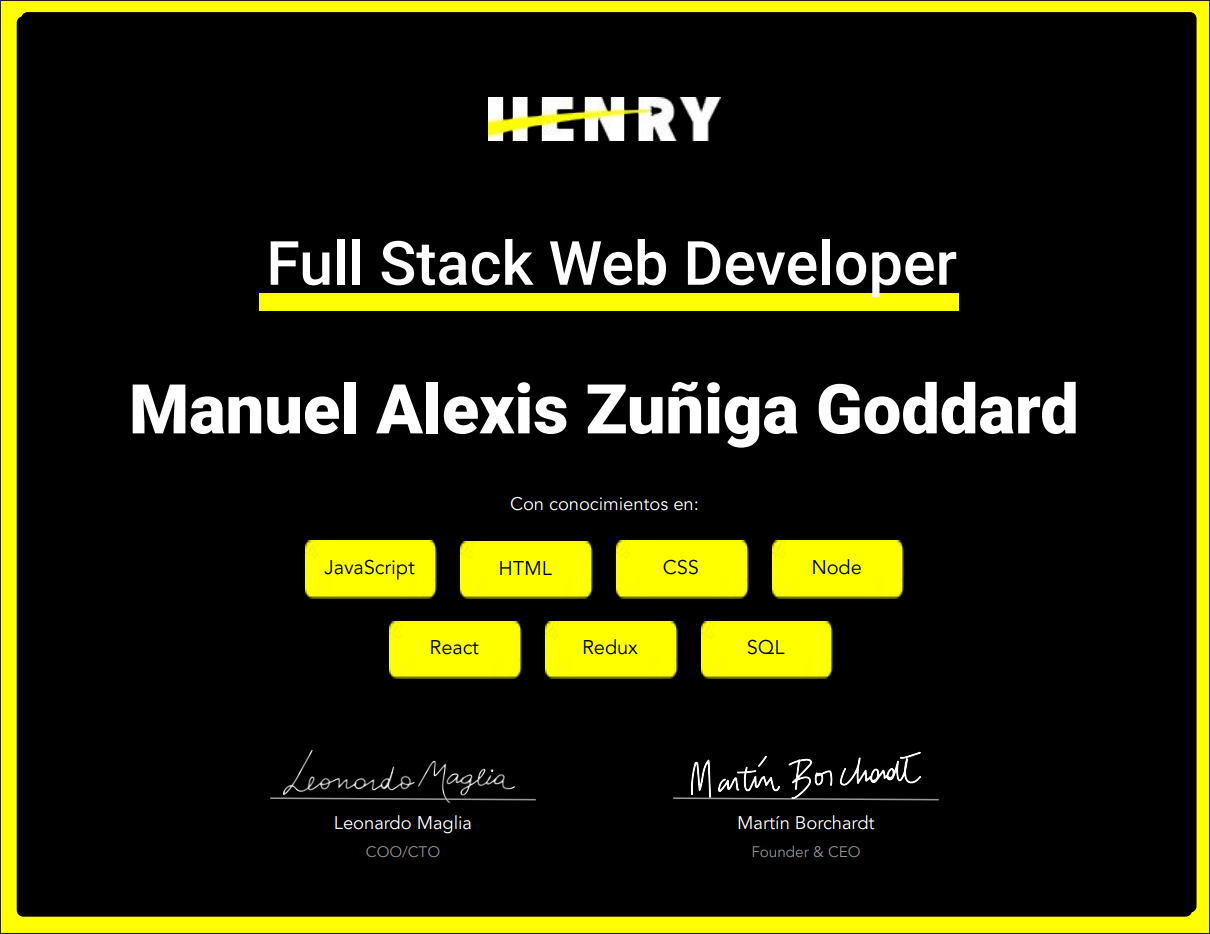 HENRY
Full Stack Web Developer
Manuel Alexis Zuñiga Goddard
Con conocimientos en:
JavaScript HTML CSS Node
React Redux SQL
Leonardo Maglia Martín Borchardt
Leonardo Maglia Martín Borchardt
COO/CTO Founder & CEO